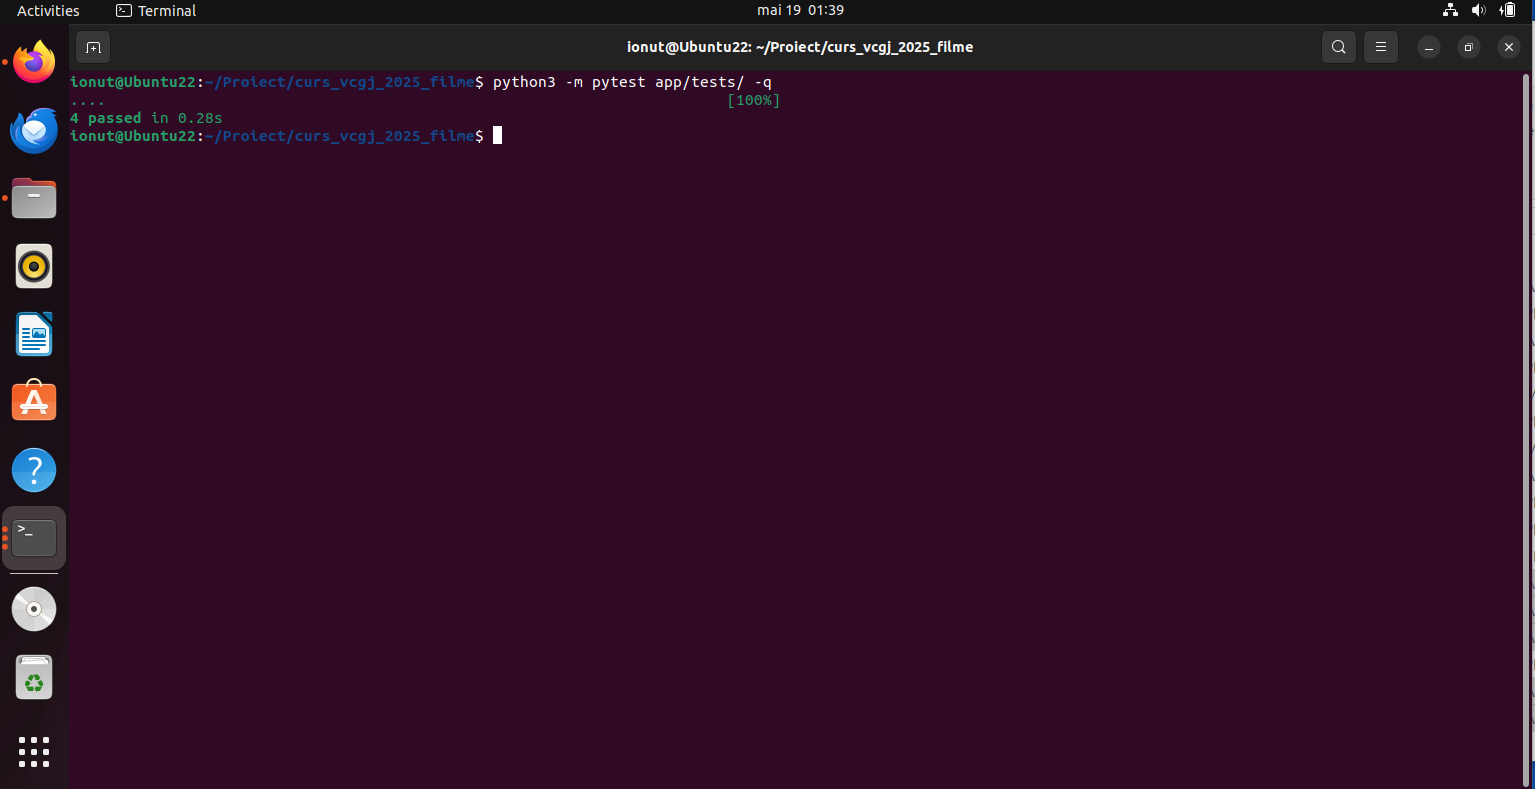 Activities Terminal mai 19 01:39
ionut@Ubuntu22: ~/Proiect/curs_vcgj_2025_filme
ionut@Ubuntu22:~/Proiect/curs_vcgj_2025_filme$ python3 -m pytest app/tests/ -q
.... [100%]
4 passed in 0.28s
ionut@Ubuntu22:~/Proiect/curs_vcgj_2025_filme$